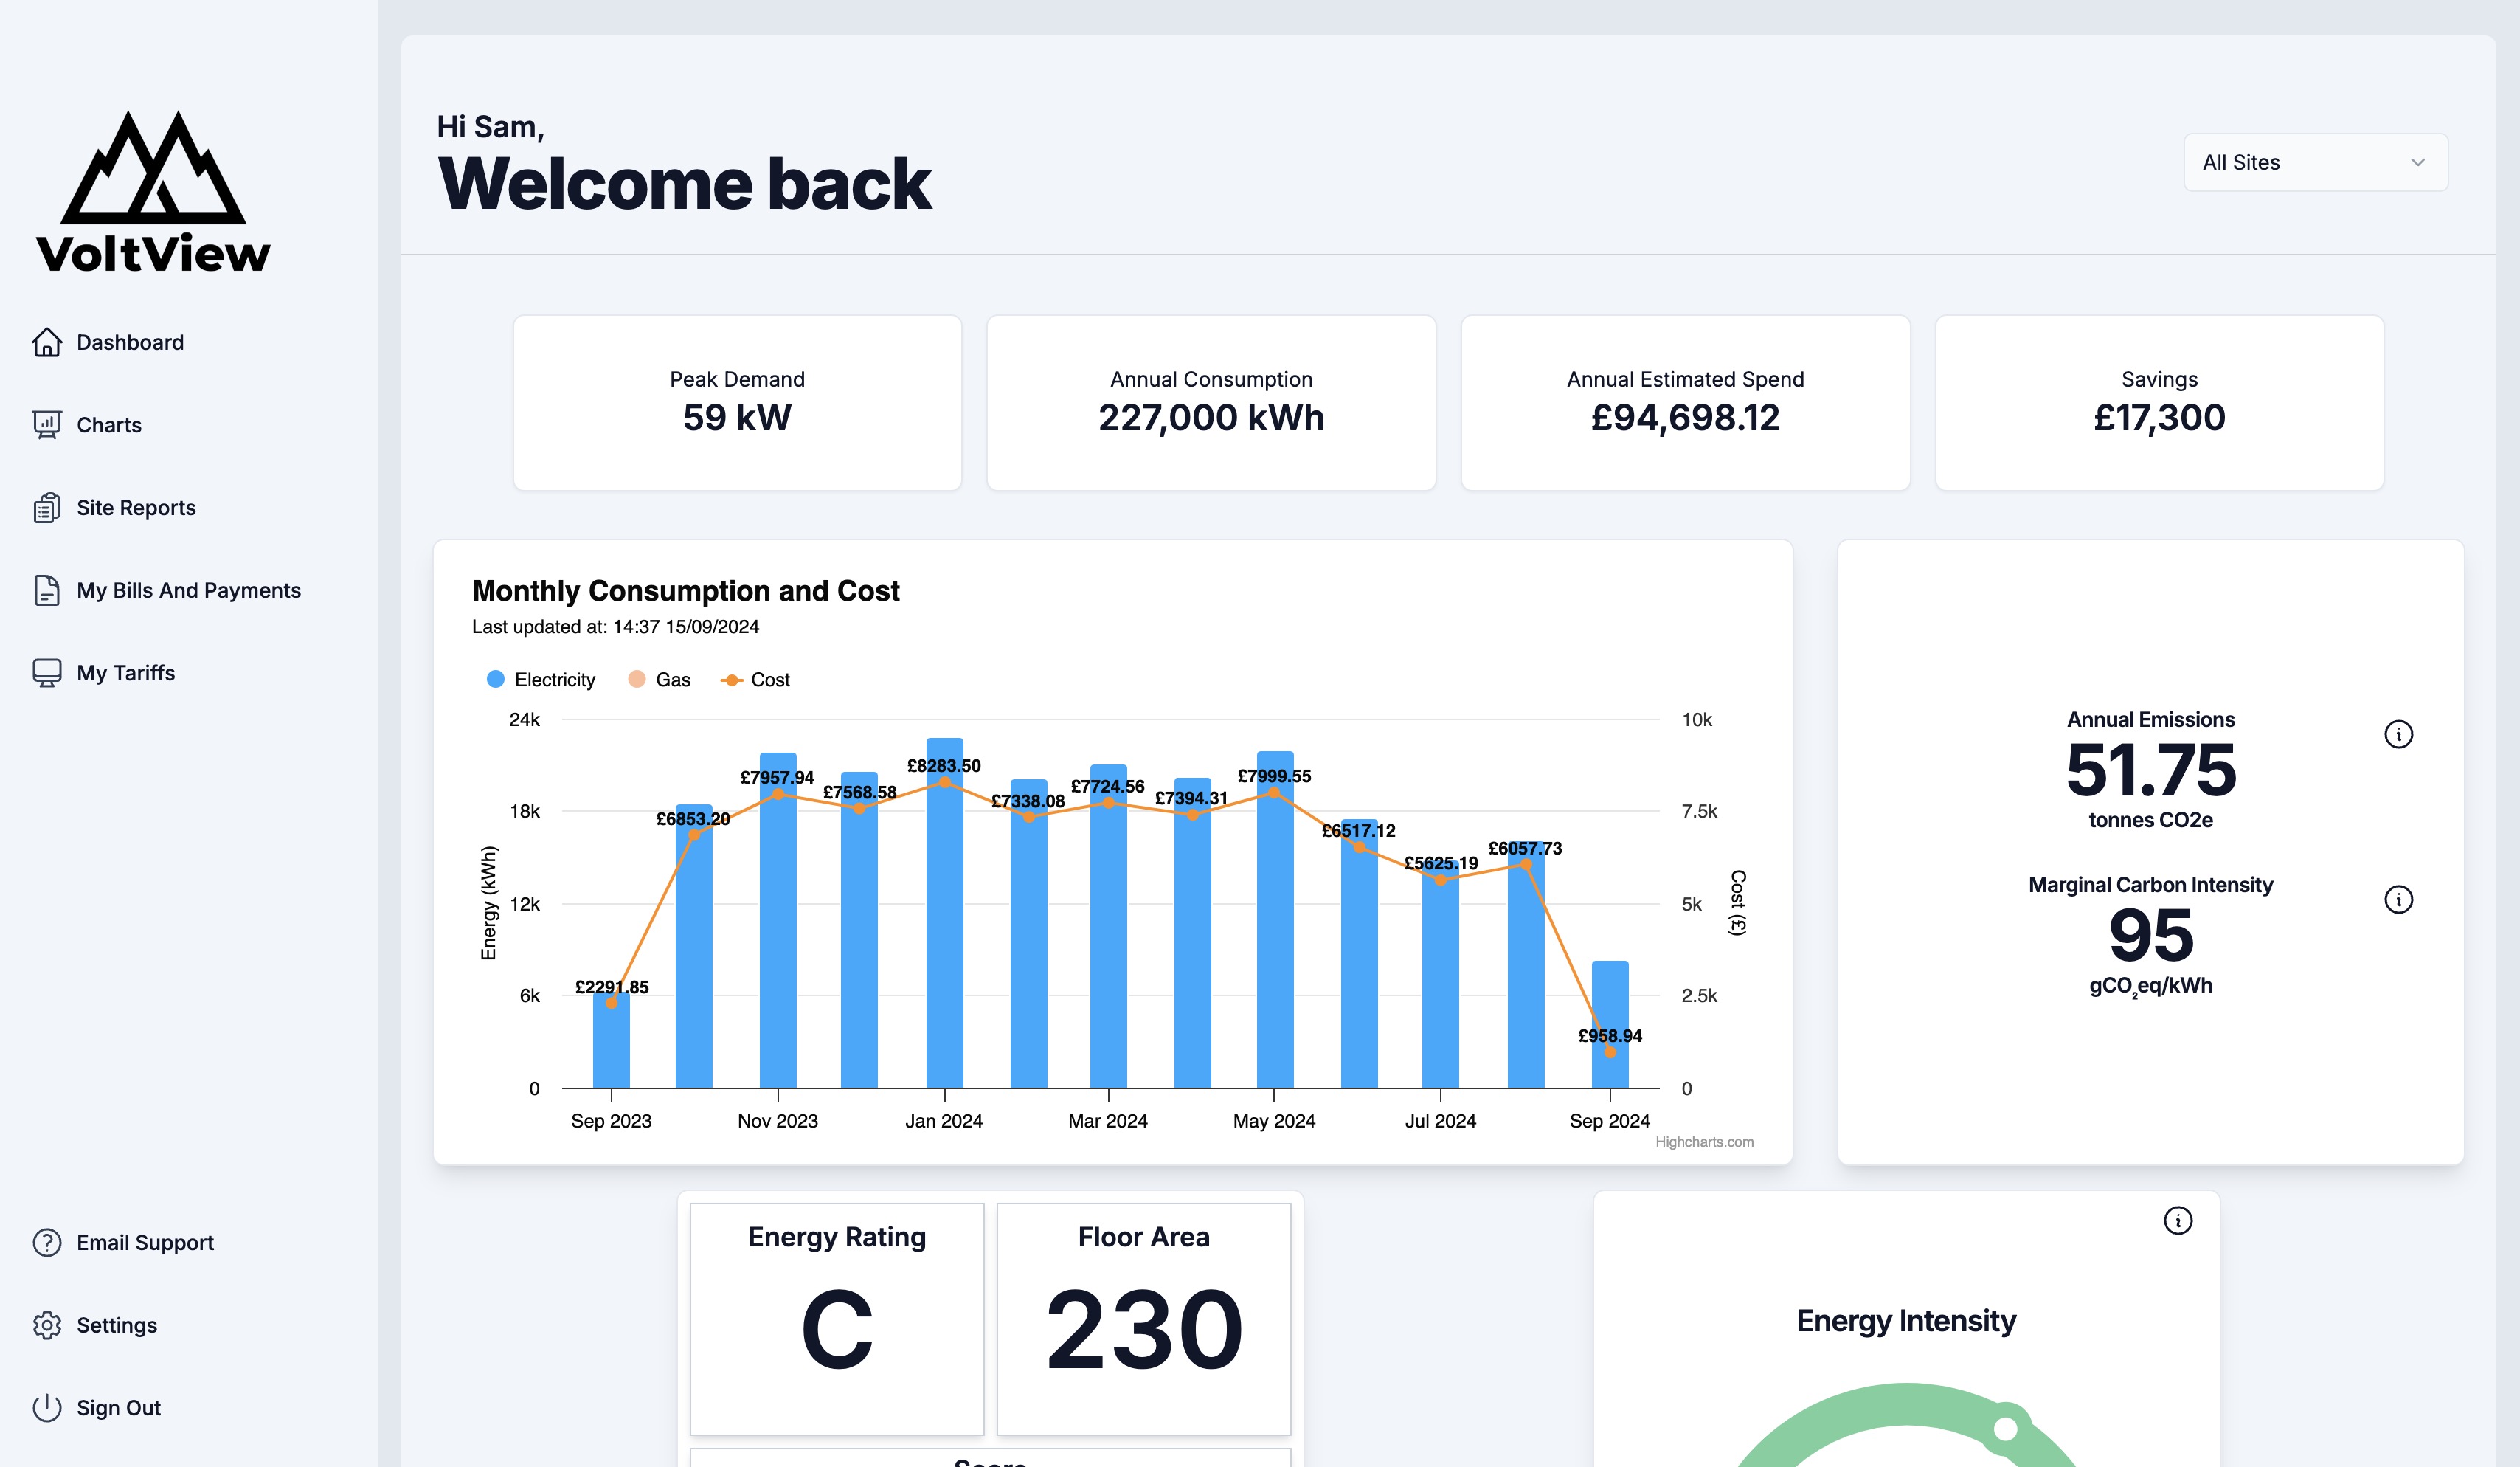 VoltView
Dashboard
Charts
Site Reports
My Bills And Payments
My Tariffs
Email Support
Settings
Sign Out
Hi Sam,
Welcome back
All Sites
Peak Demand
59 kW
Annual Consumption
227,000 kWh
Annual Estimated Spend
£94,698.12
Savings
£17,300
Monthly Consumption and Cost
Last updated at: 14:37 15/09/2024
Electricity Gas Cost
Energy (kWh)
24k
18k
12k
6k
0
£2291.85
£6853.20
£7957.94
£7568.58
£8283.50
£7338.08
£7724.56
£7394.31
£7999.55
£6517.12
£5625.19
£6057.73
£958.94
10k
7.5k
5k
2.5k
0
Cost (£)
Sep 2023 Nov 2023 Jan 2024 Mar 2024 May 2024 Jul 2024 Sep 2024
Highcharts.com
Annual Emissions
51.75
tonnes CO2e
Marginal Carbon Intensity
95
gCO₂eq/kWh
Energy Rating
C
Floor Area
230
Score
Energy Intensity